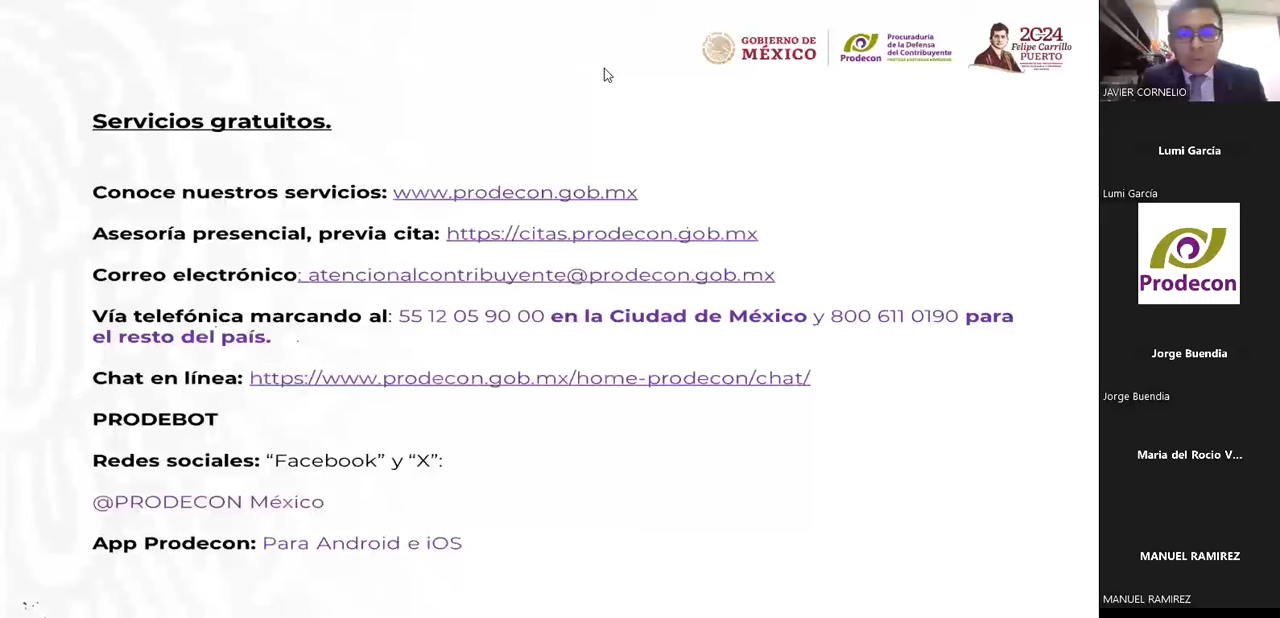 GOBIERNO DE
MÉXICO
Prodecon
Procuraduría
de la Defensa
del Contribuyente
2024
Felipe Carrillo
PUERTO
Servicios gratuitos.
Conoce nuestros servicios: www.prodecon.gob.mx
Asesoría presencial, previa cita: https://citas.prodecon.gob.mx
Correo electrónico: atencionalcontribuyente@prodecon.gob.mx
Vía telefónica marcando al: 55 12 05 90 00 en la Ciudad de México y 800 611 0190 para
el resto del país.
Chat en línea: https://www.prodecon.gob.mx/home-prodecon/chat/
PRODEBOT
Redes sociales: “Facebook” y “X”:
@PRODECON México
App Prodecon: Para Android e iOS
JAVIER CORNELIO
Lumi García
Lumi García
Prodecon
Jorge Buendia
Jorge Buendia
Maria del Rocio V...
MANUEL RAMIREZ
MANUEL RAMIREZ